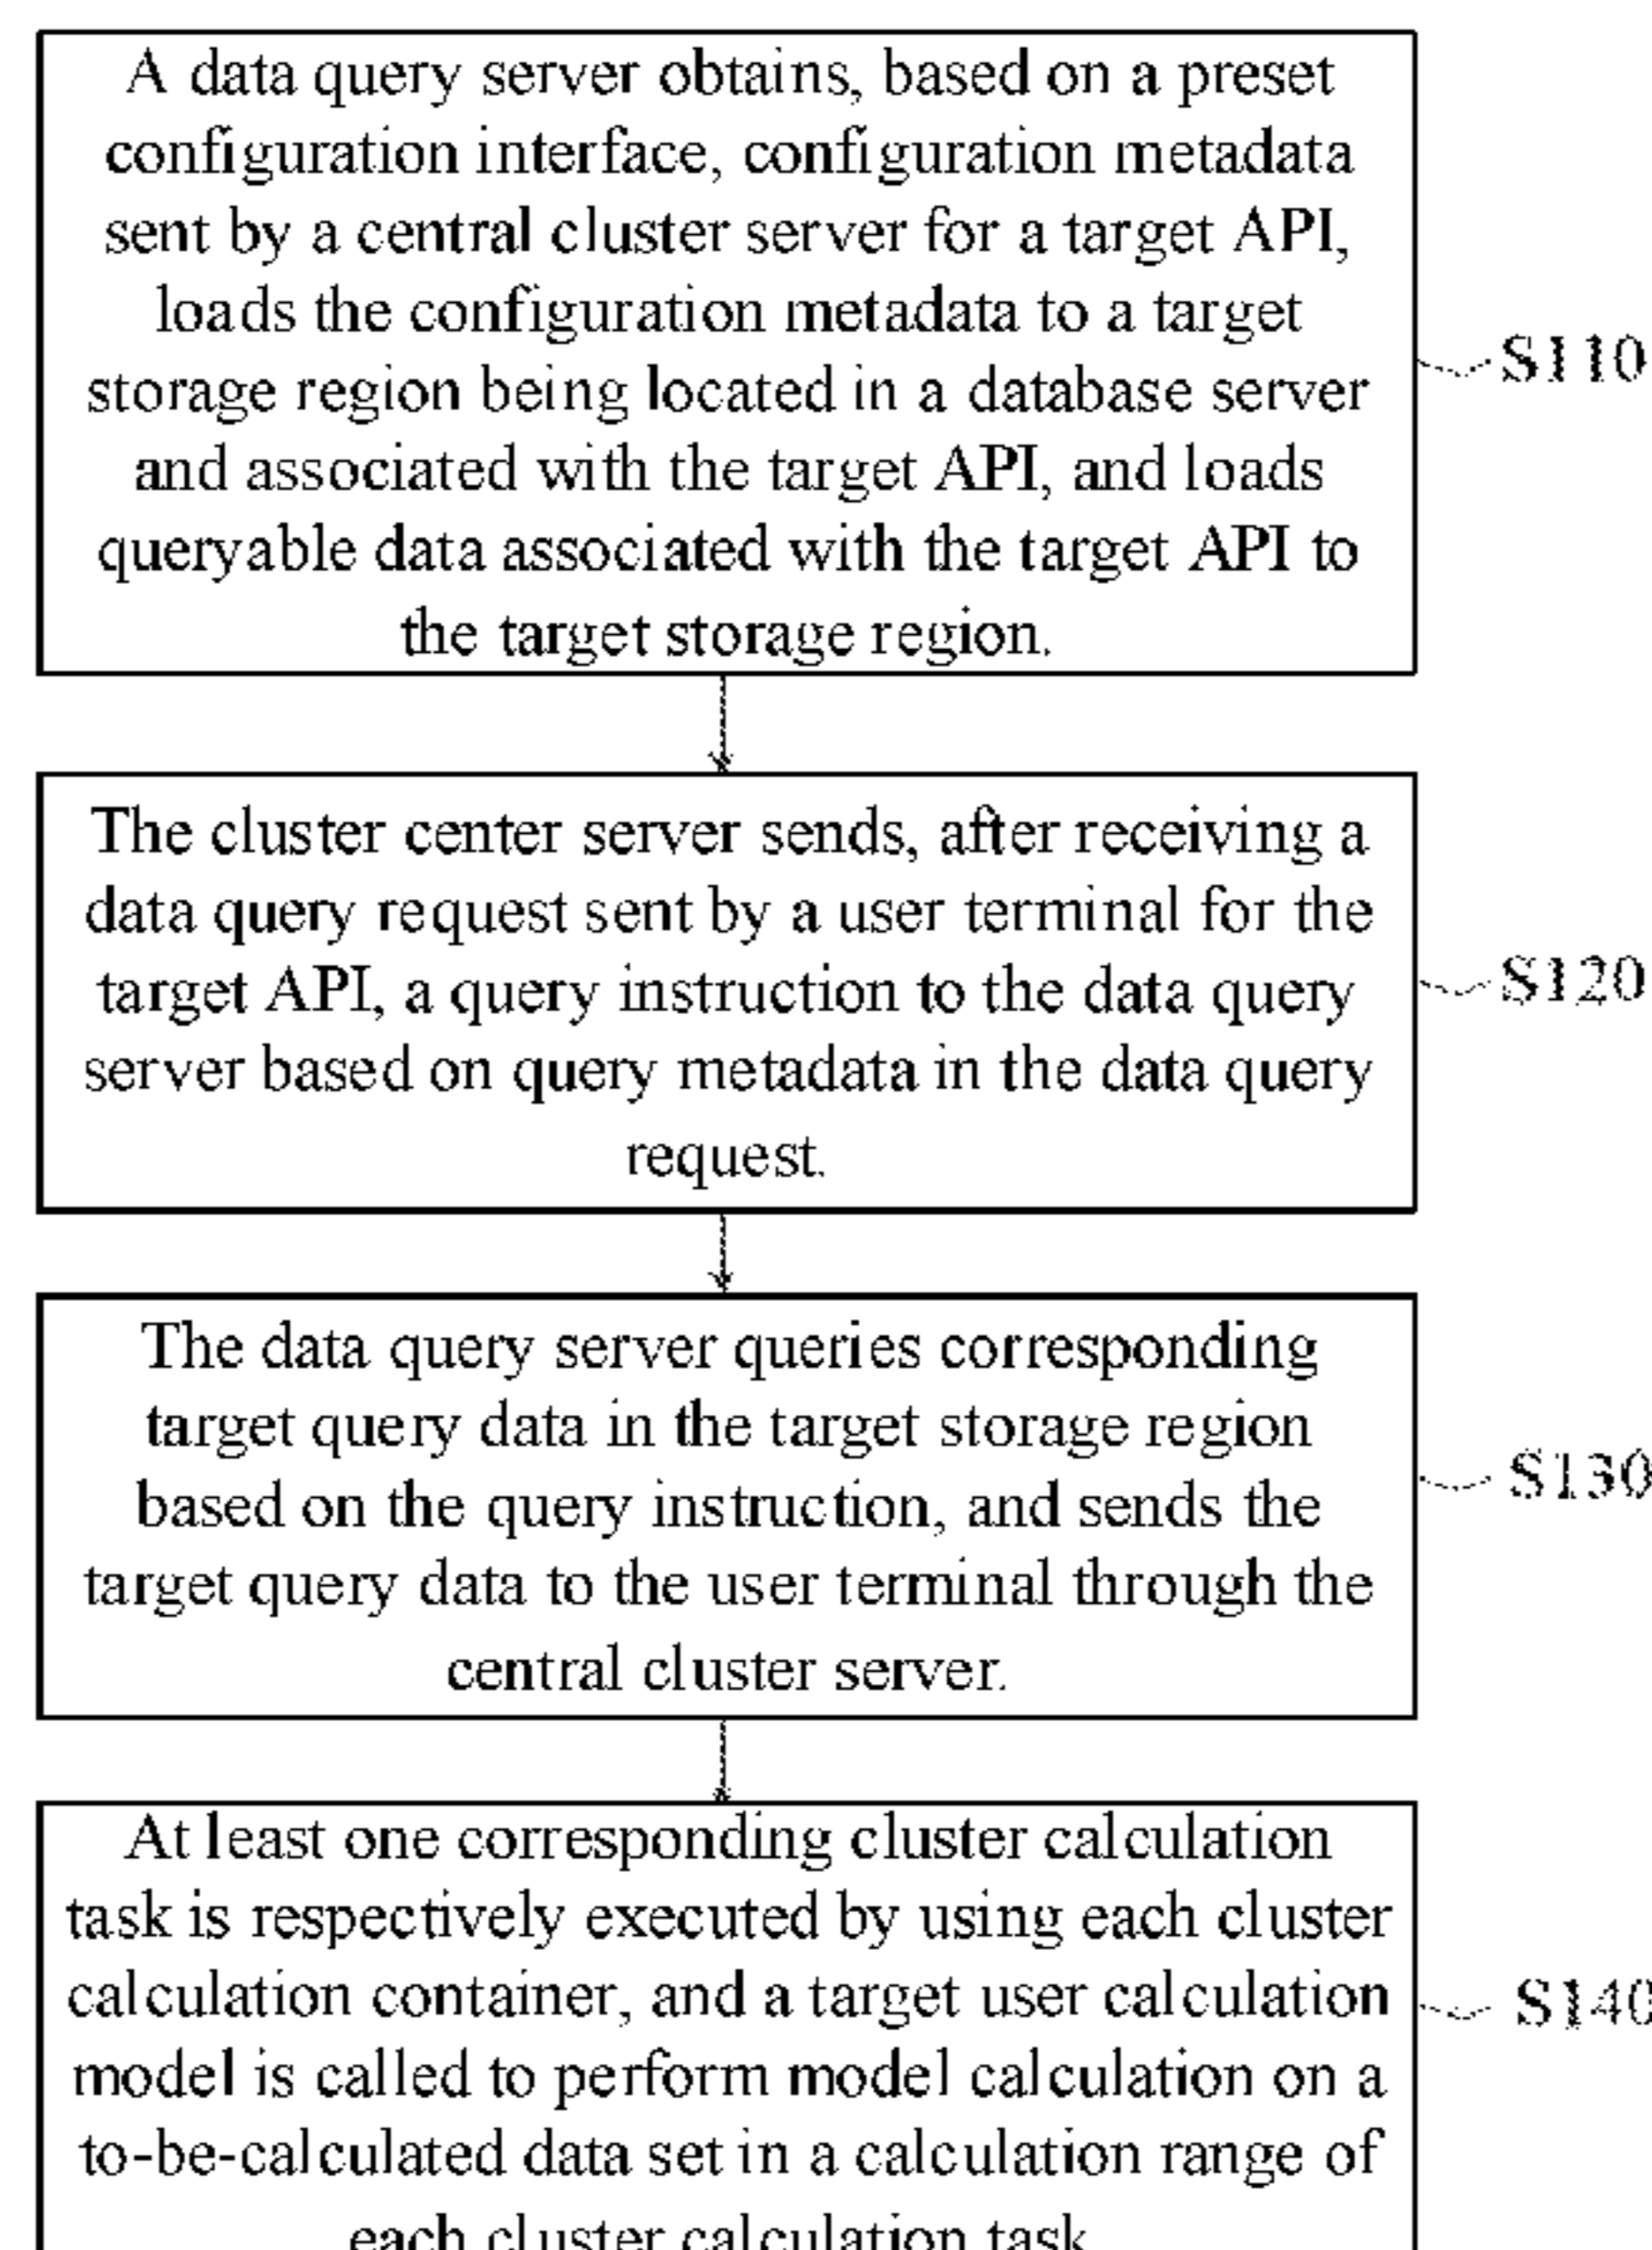 A data query server obtains, based on a preset
configuration interface, configuration metadata
sent by a central cluster server for a target API,
loads the configuration metadata to a target
storage region being located in a database server
and associated with the target API, and loads
queryable data associated with the target API to
the target storage region.
S110
The cluster center server sends, after receiving a
data query request sent by a user terminal for the
target API, a query instruction to the data query
server based on query metadata in the data query
request.
S120
The data query server queries corresponding
target query data in the target storage region
based on the query instruction, and sends the
target query data to the user terminal through the
central cluster server.
S130
At least one corresponding cluster calculation
task is respectively executed by using each cluster
calculation container, and a target user calculation
model is called to perform model calculation on a
to-be-calculated data set in a calculation range of
each cluster calculation task
S140